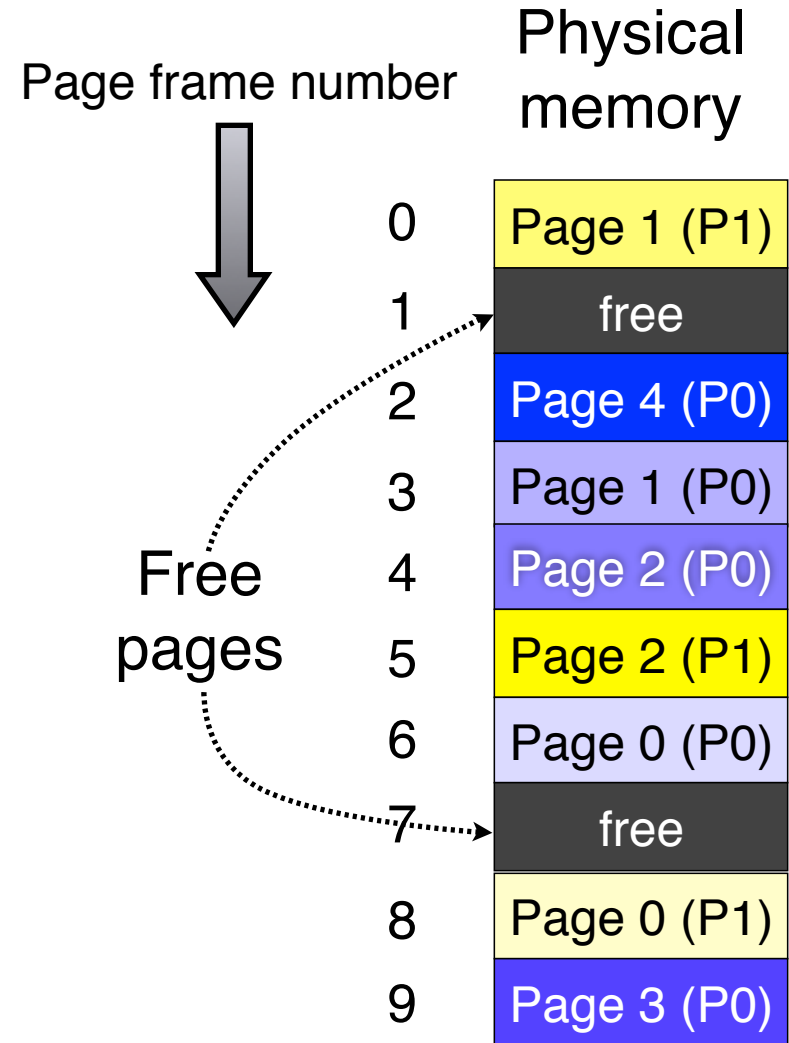 Physical
memory
Page frame number
0 Page 1 (P1)
1 free
2 Page 4 (P0)
3 Page 1 (P0)
4 Page 2 (P0)
Free
pages
5 Page 2 (P1)
6 Page 0 (P0)
7 free
8 Page 0 (P1)
9 Page 3 (P0)